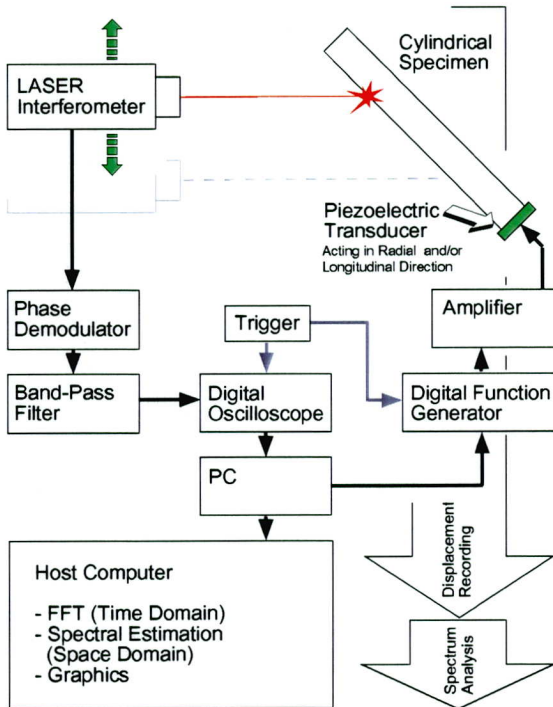 LASER
Interferometer
Cylindrical
Specimen
Piezoelectric
Transducer
Acting in Radial and/or
Longitudinal Direction
Phase
Demodulator
Trigger
Amplifier
Band-Pass
Filter
Digital
Oscilloscope
Digital Function
Generator
PC
Displacement
Recording
Host Computer
- FFT (Time Domain)
- Spectral Estimation
(Space Domain)
- Graphics
Spectrum
Analysis